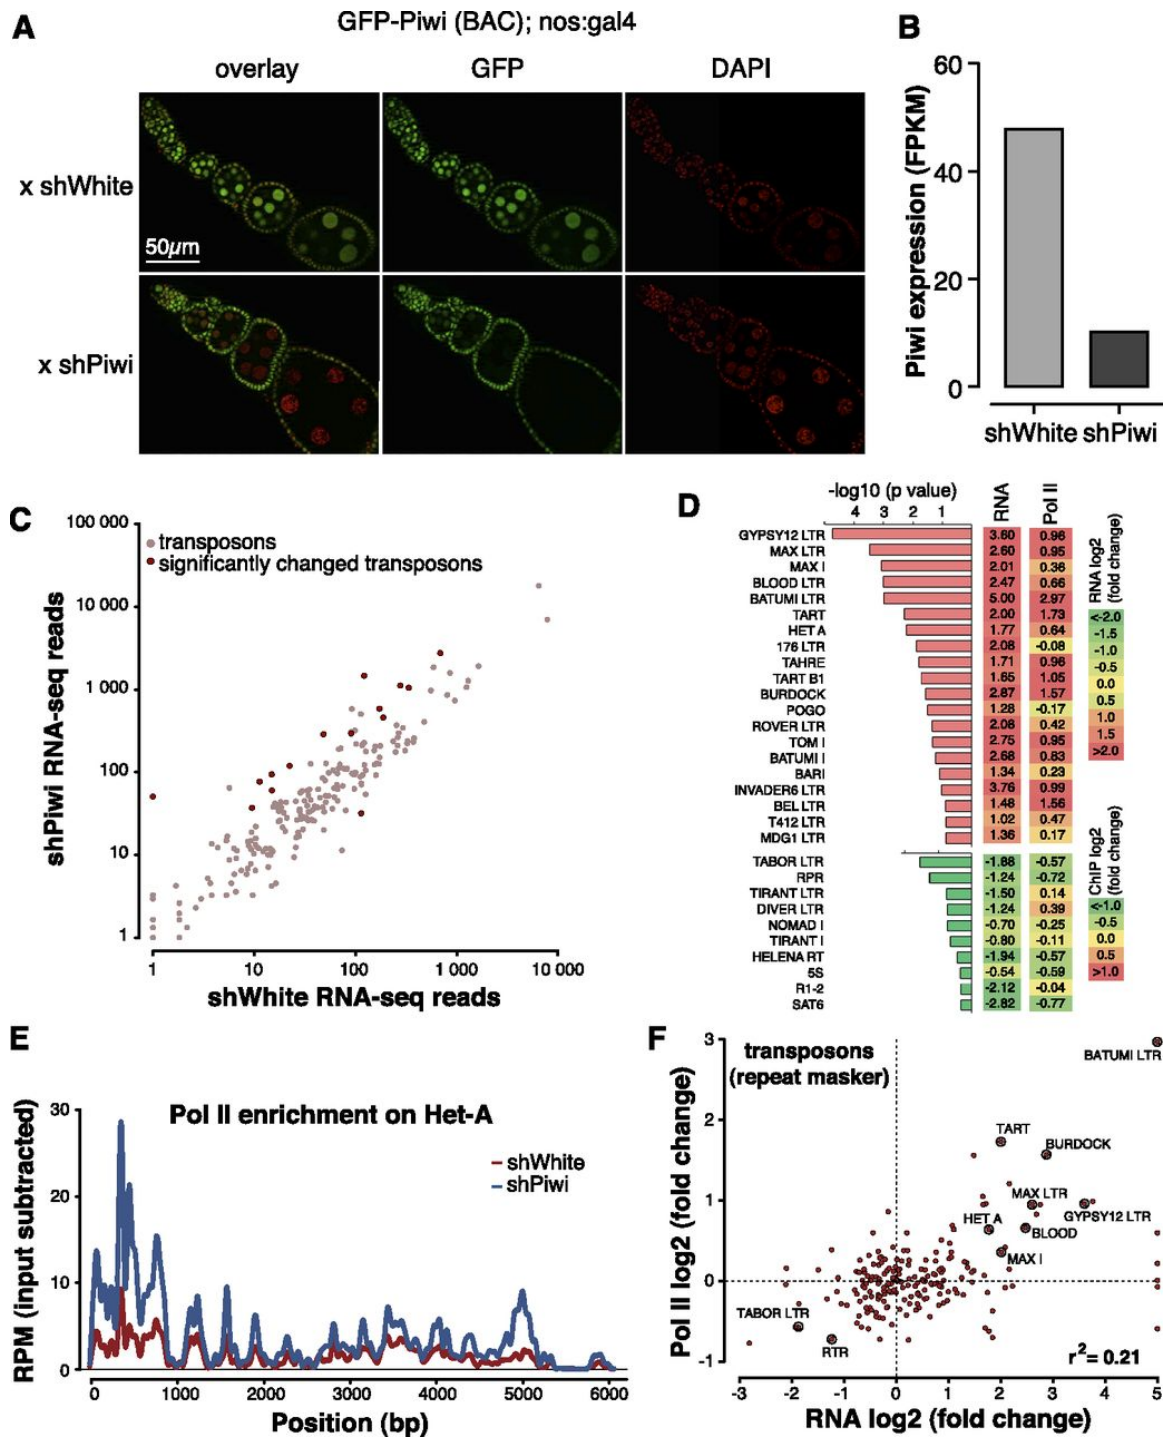 A
GFP-Piwi (BAC); nos:gal4
overlay GFP DAPI
x shWhite
50µm
x shPiwi
B
Piwi expression (FPKM)
60
40
20
0
shWhite shPiwi
C
shPiwi RNA-seq reads
100 000
10 000
1 000
100
10
1
transposons
significantly changed transposons
1 10 100 1 000 10 000
shWhite RNA-seq reads
D
-log10 (p value)
4 3 2 1
RNA
Pol II
GYPSY12 LTR 3.60 0.96
MAX LTR 2.60 0.95
MAX I 2.01 0.36
BLOOD LTR 2.47 0.66
BATUMI LTR 5.00 2.97
TART 2.00 1.73
HET A 1.77 0.64
176 LTR 2.08 -0.08
TAHRE 1.71 0.96
TART B1 1.65 1.05
BURDOCK 2.87 1.57
POGO 1.28 -0.17
ROVER LTR 2.08 0.42
TOM I 2.75 0.95
BATUMI I 2.68 0.83
BARI 1.34 0.23
INVADER6 LTR 3.76 0.99
BEL LTR 1.48 1.56
T412 LTR 1.02 0.47
MDG1 LTR 1.36 0.17
TABOR LTR -1.88 -0.57
RPR -1.24 -0.72
TIRANT LTR -1.50 0.14
DIVER LTR -1.24 0.39
NOMAD I -0.70 -0.25
TIRANT I -0.80 -0.11
HELENA RT -1.94 -0.57
5S -0.54 -0.59
R1-2 -2.12 -0.04
SAT6 -2.82 -0.77
RNA log2
(fold change)
<-2.0
-1.5
-1.0
-0.5
0.0
0.5
1.0
1.5
>2.0
ChIP log2
(fold change)
<-1.0
-0.5
0.0
0.5
>1.0
E
Pol II enrichment on Het-A
RPM (input subtracted)
30
20
10
0
shWhite
shPiwi
0 1000 2000 3000 4000 5000 6000
Position (bp)
F
transposons
(repeat masker)
Pol II log2 (fold change)
3
2
1
0
-1
BATUMI LTR
TART
BURDOCK
MAX LTR
GYPSY12 LTR
HET A
BLOOD
MAX I
TABOR LTR
RTR
r²= 0.21
-3 -2 -1 0 1 2 3 4 5
RNA log2 (fold change)